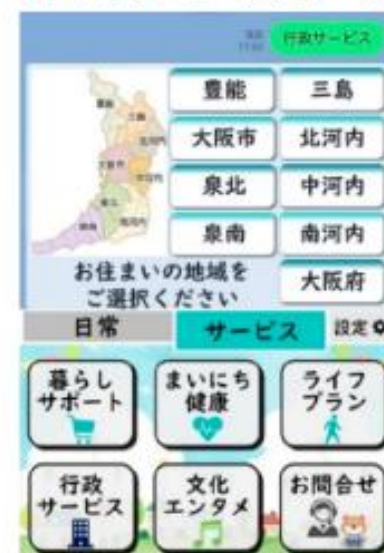 行政サービス
豊能
三島
大阪市
北河内
泉北
中河内
泉南
南河内
お住まいの地域を
ご選択ください
大阪府
日常
サービス
設定
暮らし
サポート
まいにち
健康
ライフ
プラン
行政
サービス
文化
エンタメ
お問合せ